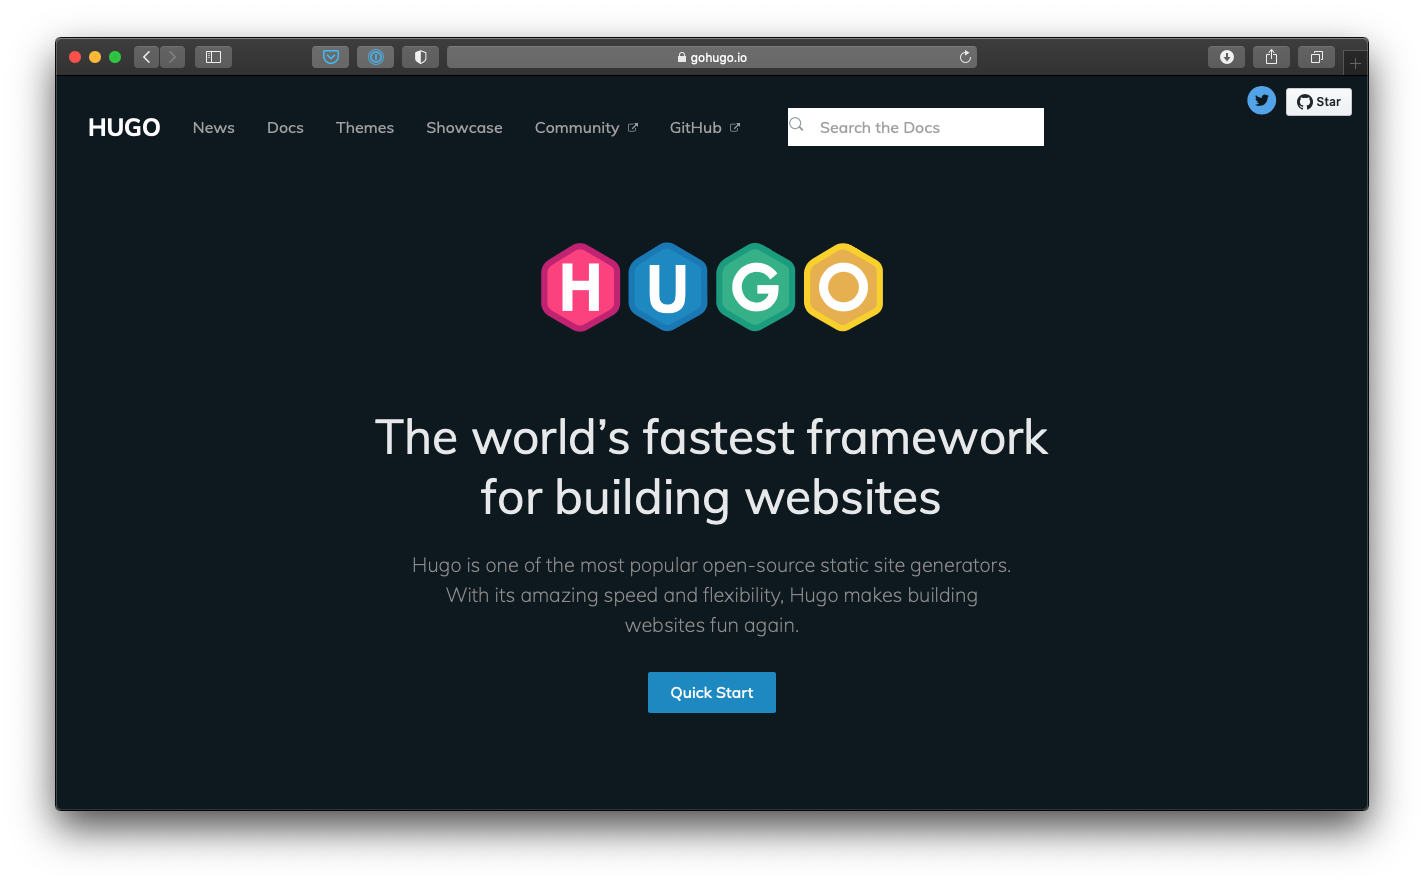 gohugo.io
Star
HUGO News Docs Themes Showcase Community GitHub Search the Docs
HUGO
The world’s fastest framework
for building websites
Hugo is one of the most popular open-source static site generators.
With its amazing speed and flexibility, Hugo makes building
websites fun again.
Quick Start